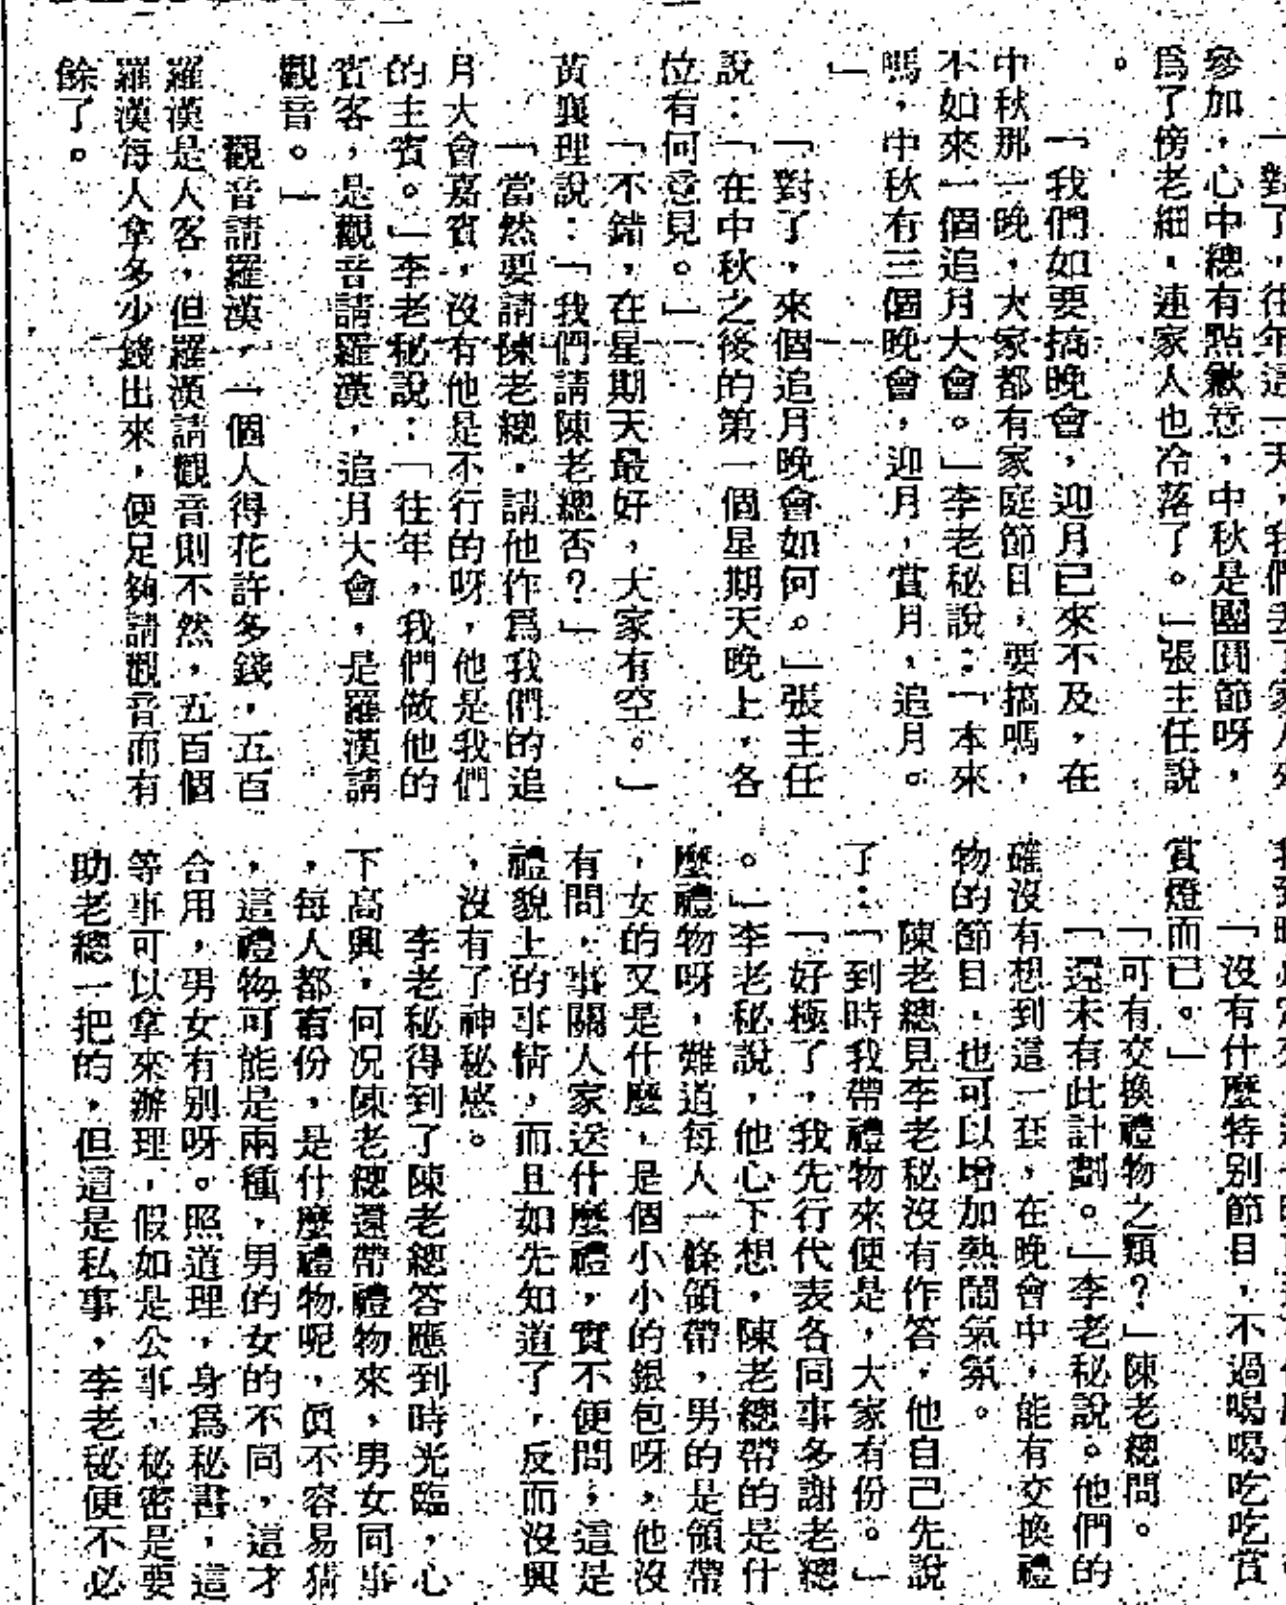 「對了，往年這一天，我們丟了家人來
參加，心中總有點歉意，中秋是團圓節呀，
爲了傍老細，連家人也冷落了。」張主任說
。
「我們如要搞晚會，迎月已來不及，在
中秋那一晚，大家都有家庭節目，要搞嗎，
不如來一個追月大會。」李老秘說：「本來
嗎，中秋有三個晚會，迎月，賞月，追月。
」
「對了，來個追月晚會如何。」張主任
說：「在中秋之後的第一個星期天晚上，各
位有何意見。」
「不錯，在星期天最好，大家有空。」
黃襄理說：「我們請陳老總否？」
「當然要請陳老總，請他作爲我們的追
月大會嘉賓，沒有他是不行的呀，他是我們
的主賓。」李老秘說：「往年，我們做他的
賓客，是觀音請羅漢，追月大會，是羅漢請
觀音。」
觀音請羅漢，一個人得花許多錢，五百
羅漢是人客，但羅漢請觀音則不然，五百個
羅漢每人拿多少錢出來，便足夠請觀音而有
餘了。
「沒有什麼特別節目，不過喝喝吃吃賞
賞燈而已。」
「可有交換禮物之類？」陳老總問。
「還未有此計劃。」李老秘說。他們的
確沒有想到這一套，在晚會中，能有交換禮
物的節目，也可以增加熱鬧氣氛。
陳老總見李老秘沒有作答，他自己先說
了：「到時我帶禮物來便是，大家有份。」
「好極了，我先行代表各同事多謝老總
。」李老秘說，他心下想，陳老總帶的是什
麼禮物呀，難道每人一條領帶，男的是領帶
，女的又是什麼，是個小小的銀包呀，他沒
有問，事關人家送什麼禮，實不便問，這是
禮貌上的事情，而且如先知道了，反而沒興
，沒有了神秘感。
李老秘得到了陳老總答應到時光臨，心
下高興，何况陳老總還帶禮物來，男女同事
，每人都有份，是什麼禮物呢，眞不容易猜
，這禮物可能是兩種，男的女的不同，這才
合用，男女有別呀。照道理，身爲秘書，這
等事可以拿來辦理，假如是公事，秘密是要
助老總一把的，但這是私事，李老秘便不必